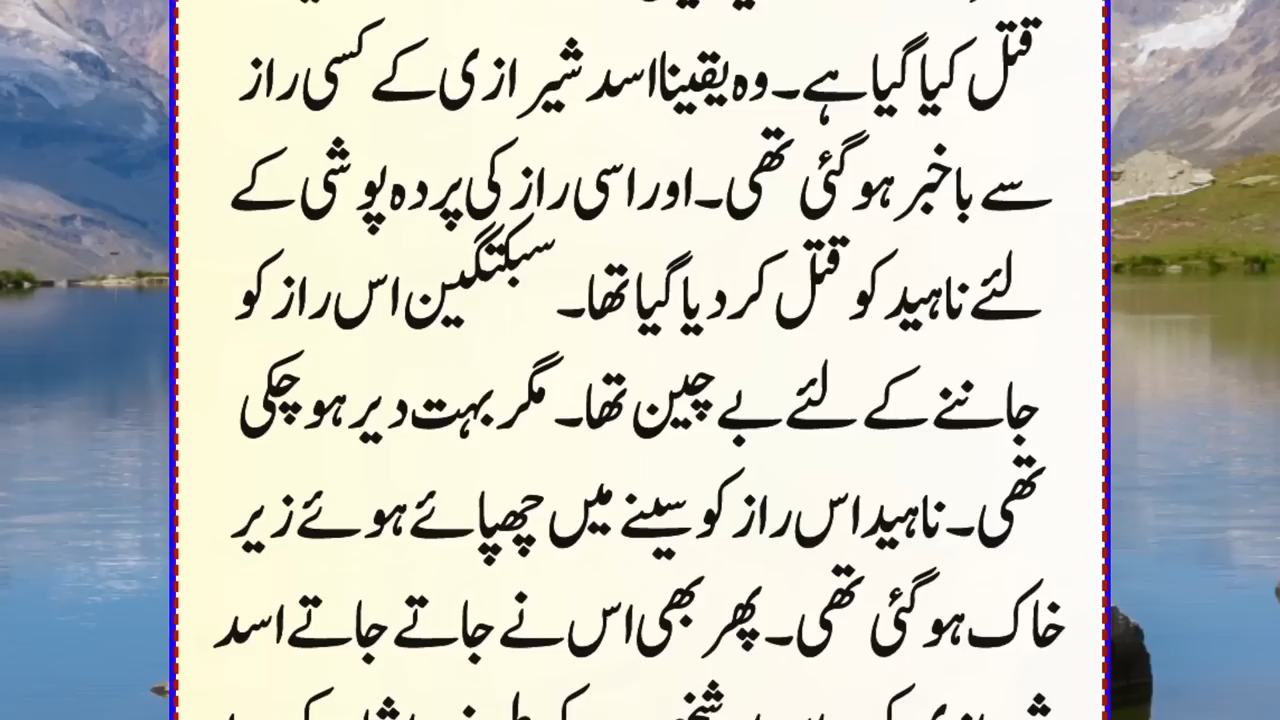 قتل کیا گیا ہے۔ وہ یقینا اسد شیرازی کے کسی راز
سے باخبر ہو گئی تھی۔ اور اسی راز کی پردہ پوشی کے
لئے ناہید کو قتل کر دیا گیا تھا۔ سبکتگین اس راز کو
جاننے کے لئے بے چین تھا۔ مگر بہت دیر ہو چکی
تھی۔ ناہید اس راز کو سینے میں چھپائے ہوئے زیر
خاک ہو گئی تھی۔ پھر بھی اس نے جاتے جاتے اسد